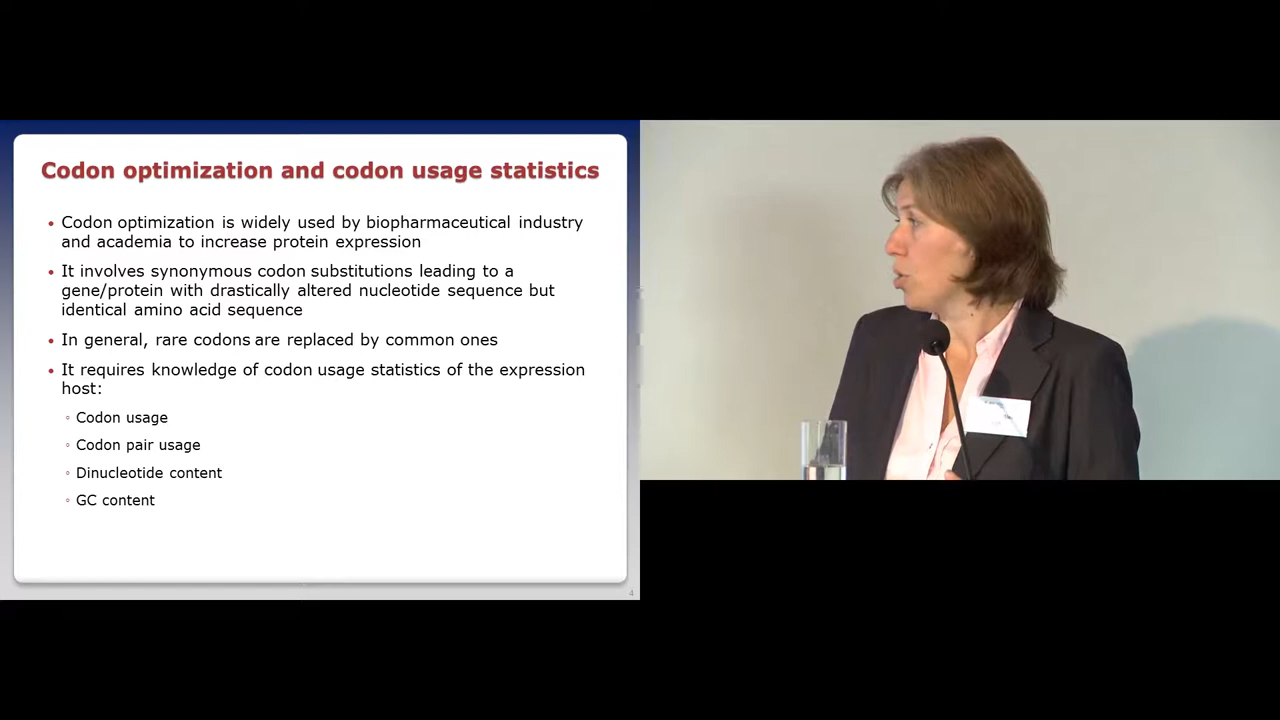 Codon optimization and codon usage statistics
• Codon optimization is widely used by biopharmaceutical industry
and academia to increase protein expression
• It involves synonymous codon substitutions leading to a
gene/protein with drastically altered nucleotide sequence but
identical amino acid sequence
• In general, rare codons are replaced by common ones
• It requires knowledge of codon usage statistics of the expression
host:
◦ Codon usage
◦ Codon pair usage
◦ Dinucleotide content
◦ GC content
4